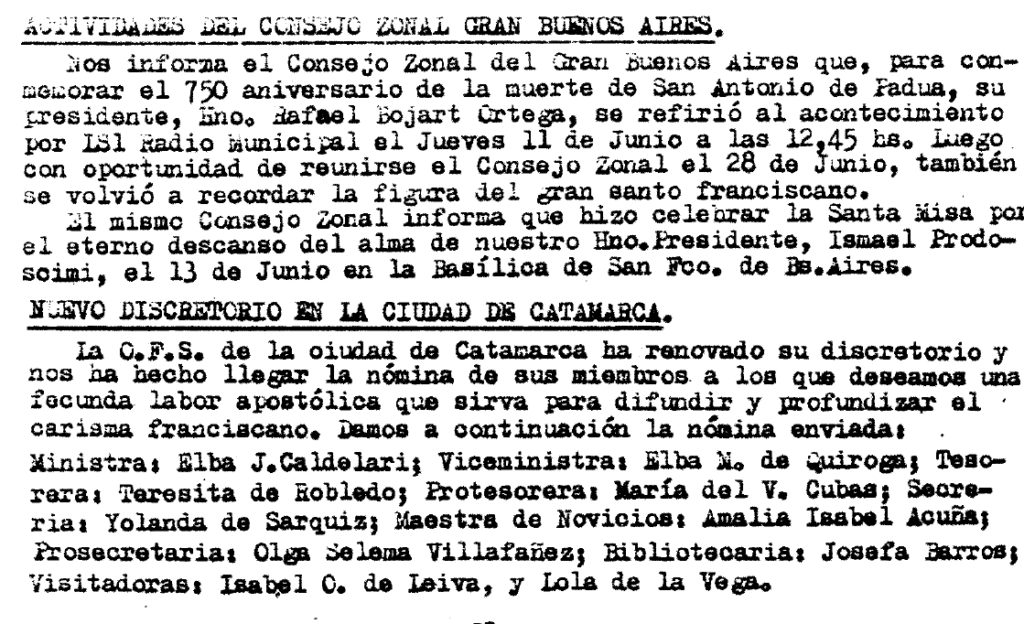 ACTIVIDADES DEL CONSEJO ZONAL GRAN BUENOS AIRES.
Nos informa el Consejo Zonal del Gran Buenos Aires que, para con-
memorar el 750 aniversario de la muerte de San Antonio de Padua, su
presidente, Hno. Rafael Bojart Ortega, se refirió al acontecimiento
por LS1 Radio Municipal el Jueves 11 de Junio a las 12,45 hs. Luego
con oportunidad de reunirse el Consejo Zonal el 28 de Junio, también
se volvió a recordar la figura del gran santo franciscano.
El mismo Consejo Zonal informa que hizo celebrar la Santa Misa por
el eterno descanso del alma de nuestro Hno.Presidente, Ismael Prodo-
scimi, el 13 de Junio en la Basílica de San Fco. de Bs.Aires.
NUEVO DISCRETORIO EN LA CIUDAD DE CATAMARCA.
La O.F.S. de la ciudad de Catamarca ha renovado su discretorio y
nos ha hecho llegar la nómina de sus miembros a los que deseamos una
fecunda labor apostólica que sirva para difundir y profundizar el
carisma franciscano. Damos a continuación la nómina enviada:
Ministra: Elba J.Caldelari; Viceministra: Elba N. de Quiroga; Teso-
rera: Teresita de Robledo; Protesorera: María del V. Cubas; Secre-
ria: Yolanda de Sarquiz; Maestra de Novicios: Amalia Isabel Acuña;
Prosecretaria: Olga Selema Villafañez; Bibliotecaria: Josefa Barros;
Visitadoras: Isabel C. de Leiva, y Lola de la Vega.